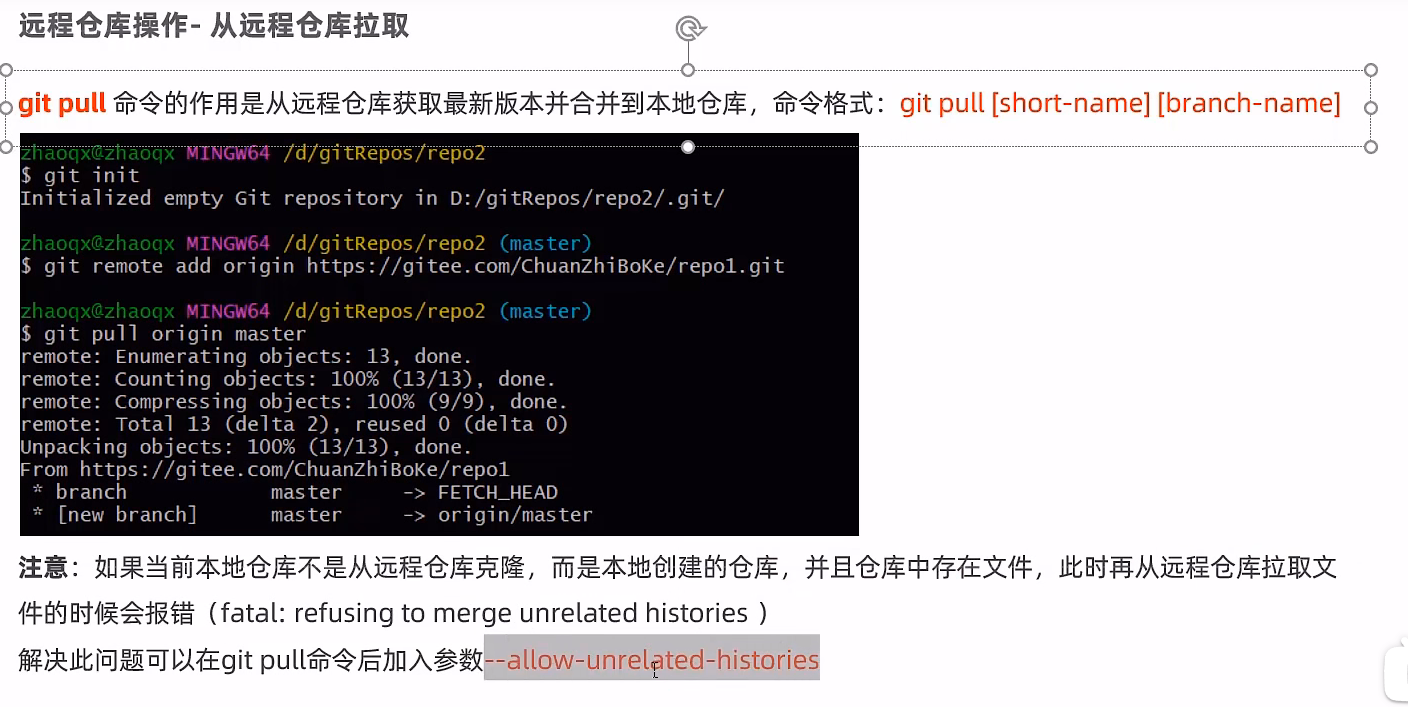 远程仓库操作- 从远程仓库拉取
git pull 命令的作用是从远程仓库获取最新版本并合并到本地仓库，命令格式：git pull [short-name] [branch-name]
zhaoqx@zhaoqx MINGW64 /d/gitRepos/repo2
$ git init
Initialized empty Git repository in D:/gitRepos/repo2/.git/
zhaoqx@zhaoqx MINGW64 /d/gitRepos/repo2 (master)
$ git remote add origin https://gitee.com/ChuanZhiBoKe/repo1.git
zhaoqx@zhaoqx MINGW64 /d/gitRepos/repo2 (master)
$ git pull origin master
remote: Enumerating objects: 13, done.
remote: Counting objects: 100% (13/13), done.
remote: Compressing objects: 100% (9/9), done.
remote: Total 13 (delta 2), reused 0 (delta 0)
Unpacking objects: 100% (13/13), done.
From https://gitee.com/ChuanZhiBoKe/repo1
 * branch            master     -> FETCH_HEAD
 * [new branch]      master     -> origin/master
注意：如果当前本地仓库不是从远程仓库克隆，而是本地创建的仓库，并且仓库中存在文件，此时再从远程仓库拉取文
件的时候会报错（fatal: refusing to merge unrelated histories ）
解决此问题可以在git pull命令后加入参数--allow-unrelated-histories